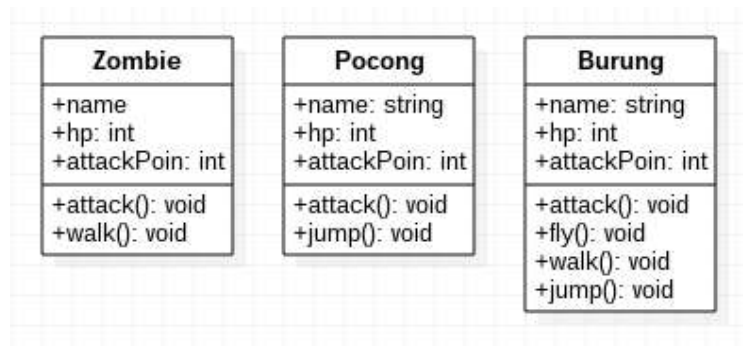 Zombie
+name
+hp: int
+attackPoin: int
+attack(): void
+walk(): void
Pocong
+name: string
+hp: int
+attackPoin: int
+attack(): void
+jump(): void
Burung
+name: string
+hp: int
+attackPoin: int
+attack(): void
+fly(): void
+walk(): void
+jump(): void